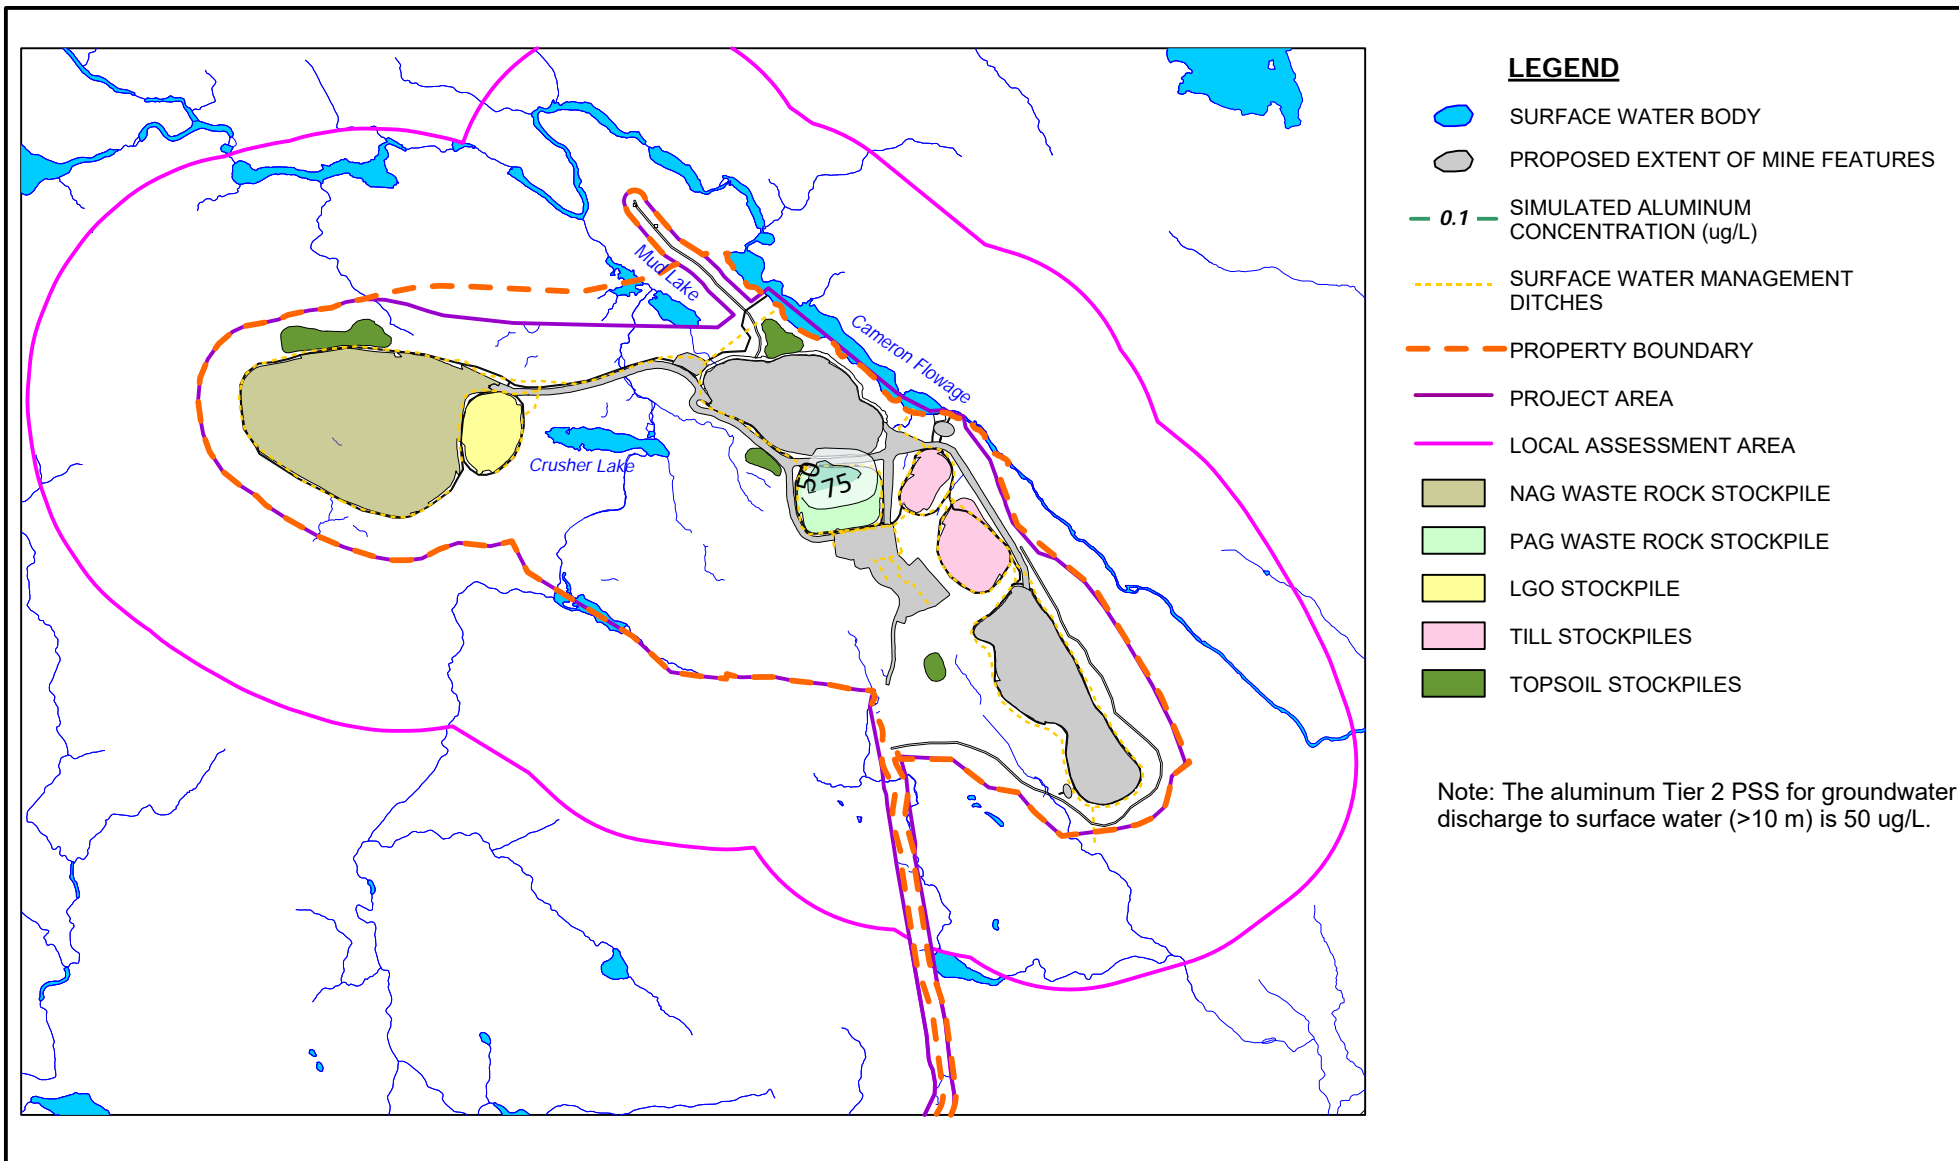 LEGEND
SURFACE WATER BODY
PROPOSED EXTENT OF MINE FEATURES
0.1
SIMULATED ALUMINUM
CONCENTRATION (ug/L)
SURFACE WATER MANAGEMENT
DITCHES
PROPERTY BOUNDARY
PROJECT AREA
LOCAL ASSESSMENT AREA
NAG WASTE ROCK STOCKPILE
PAG WASTE ROCK STOCKPILE
LGO STOCKPILE
TILL STOCKPILES
TOPSOIL STOCKPILES
Note: The aluminum Tier 2 PSS for groundwater
discharge to surface water (>10 m) is 50 ug/L.
Mud Lake
Cameron Flowage
Crusher Lake
50
75